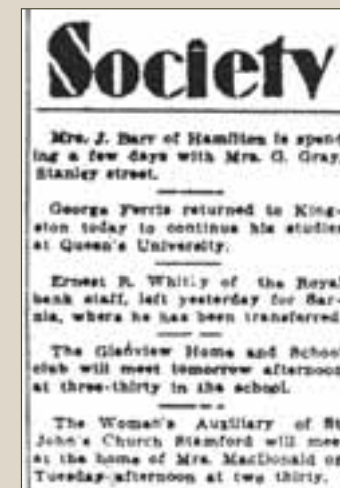 Society
Mrs. J. Barr of Hamilton is spend
ing a few days with Mrs. G. Gray,
Stanley street.
George Ferris returned to King-
ston today to continue his studies
at Queen's University.
Ernest R. Whitly of the Royal
bank staff, left yesterday for Sar-
nia, where he has been transferred
The Glenview Home and School
club will meet tomorrow afternoon
at three-thirty in the school.
The Woman's Auxiliary of St
John's Church Stamford will meet
at the home of Mrs. MacDonald on
Tuesday afternoon at two thirty.